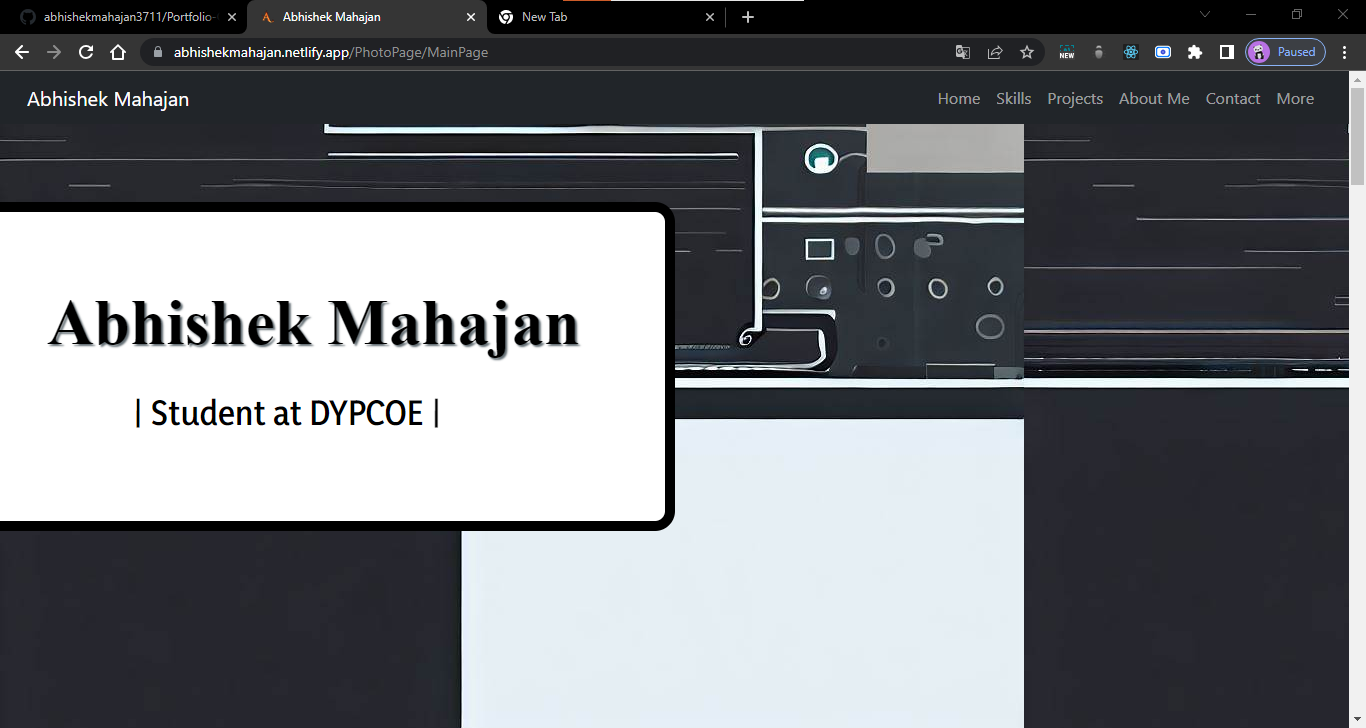 abhishekmahajan3711/Portfolio-
Abhishek Mahajan
New Tab
abhishekmahajan.netlify.app/PhotoPage/MainPage
NEW
Paused
Abhishek Mahajan
Home Skills Projects About Me Contact More
Abhishek Mahajan
| Student at DYPCOE |